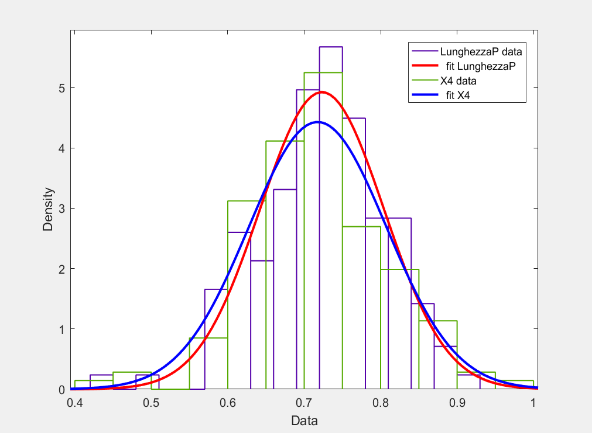 LunghezzaP data
fit LunghezzaP
X4 data
fit X4
5
4
3
2
1
0
Density
0.4
0.5
0.6
0.7
0.8
0.9
1
Data